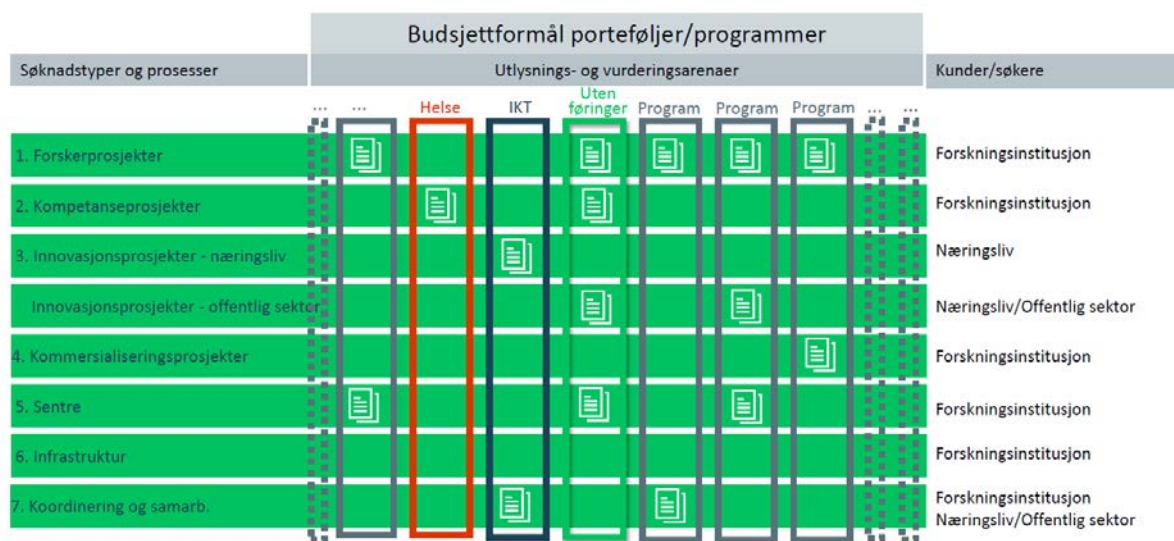 Budsjettformål porteføljer/programmer
Søknadstyper og prosesser Utlysnings- og vurderingsarenaer Kunder/søkere
... ... Helse IKT Uten føringer Program Program Program ... ...
1. Forskerprosjekter Forskningsinstitusjon
2. Kompetanseprosjekter Forskningsinstitusjon
3. Innovasjonsprosjekter - næringsliv Næringsliv
Innovasjonsprosjekter - offentlig sektor Næringsliv/Offentlig sektor
4. Kommersialiseringsprosjekter Forskningsinstitusjon
5. Sentre Forskningsinstitusjon
6. Infrastruktur Forskningsinstitusjon
7. Koordinering og samarb. Forskningsinstitusjon
Næringsliv/Offentlig sektor